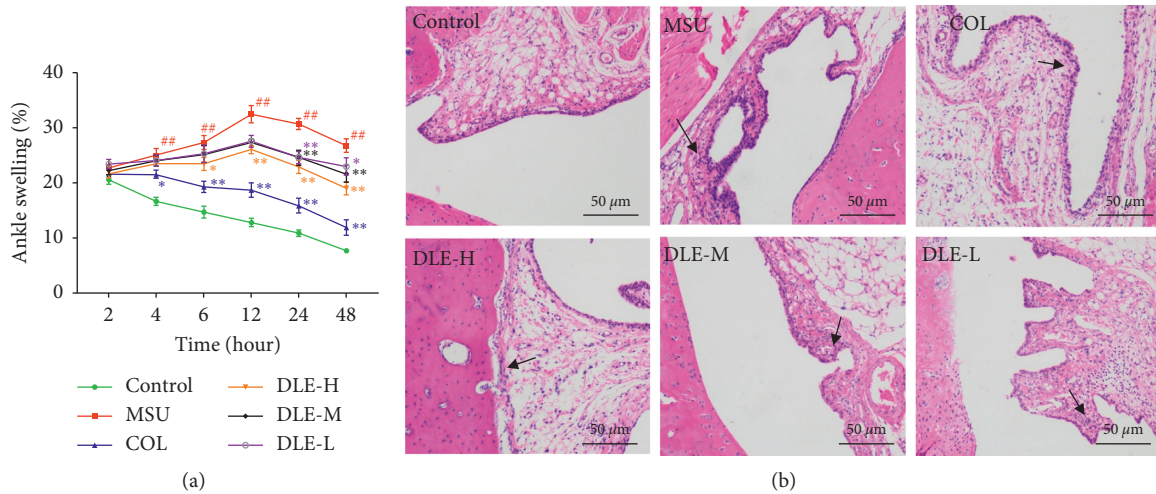 Ankle swelling (%)
40
30
20
10
0
##
##
##
##
##
**
**
*
**
*
**
**
**
*
**
**
**
**
2 4 6 12 24 48
Time (hour)
Control
MSU
COL
DLE-H
DLE-M
DLE-L
(a)
Control
50 µm
MSU
50 µm
COL
50 µm
DLE-H
50 µm
DLE-M
50 µm
DLE-L
50 µm
(b)